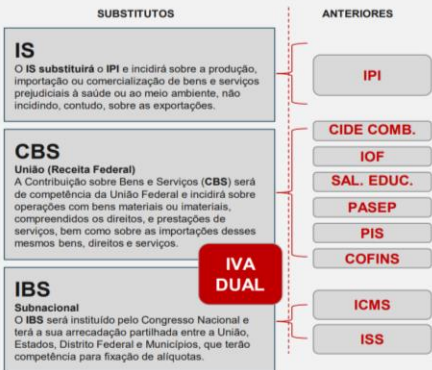 SUBSTITUTOS
ANTERIORES
IS
O IS substituirá o IPI e incidirá sobre a produção,
importação ou comercialização de bens e serviços
prejudiciais à saúde ou ao meio ambiente, não
incidindo, contudo, sobre as exportações.
IPI
CBS
União (Receita Federal)
A Contribuição sobre Bens e Serviços (CBS) será
de competência da União Federal e incidirá sobre
operações com bens materiais ou imateriais,
compreendidos os direitos, e prestações de
serviços, bem como sobre as importações desses
mesmos bens, direitos e serviços.
CIDE COMB.
IOF
SAL. EDUC.
PASEP
PIS
COFINS
IVA
DUAL
IBS
Subnacional
O IBS será instituído pelo Congresso Nacional e
terá a sua arrecadação partilhada entre a União,
Estados, Distrito Federal e Municípios, que terão
competência para fixação de alíquotas.
ICMS
ISS